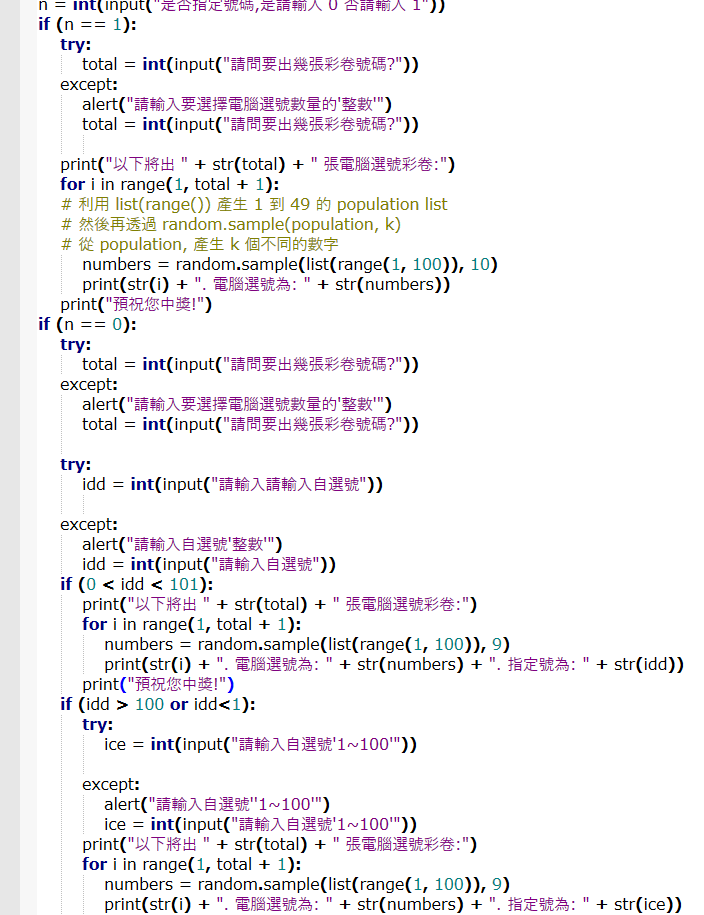 n = int(input("是否指定號碼,是請輸入 0 否請輸入 1"))
if (n == 1):
    try:
        total = int(input("請問要出幾張彩卷號碼?"))
    except:
        alert("請輸入要選擇電腦選號數量的'整數'")
        total = int(input("請問要出幾張彩卷號碼?"))
    print("以下將出 " + str(total) + " 張電腦選號彩卷:")
    for i in range(1, total + 1):
    # 利用 list(range()) 產生 1 到 49 的 population list
    # 然後再透過 random.sample(population, k)
    # 從 population, 產生 k 個不同的數字
        numbers = random.sample(list(range(1, 100)), 10)
        print(str(i) + ". 電腦選號為: " + str(numbers))
    print("預祝您中獎!")
if (n == 0):
    try:
        total = int(input("請問要出幾張彩卷號碼?"))
    except:
        alert("請輸入要選擇電腦選號數量的'整數'")
        total = int(input("請問要出幾張彩卷號碼?"))
    try:
        idd = int(input("請輸入請輸入自選號"))
    except:
        alert("請輸入自選號'整數'")
        idd = int(input("請輸入自選號"))
    if (0 < idd < 101):
        print("以下將出 " + str(total) + " 張電腦選號彩卷:")
        for i in range(1, total + 1):
            numbers = random.sample(list(range(1, 100)), 9)
            print(str(i) + ". 電腦選號為: " + str(numbers) + ". 指定號為: " + str(idd))
        print("預祝您中獎!")
    if (idd > 100 or idd<1):
        try:
            ice = int(input("請輸入自選號'1~100'"))
        except:
            alert("請輸入自選號''1~100'")
            ice = int(input("請輸入自選號'1~100'"))
        print("以下將出 " + str(total) + " 張電腦選號彩卷:")
        for i in range(1, total + 1):
            numbers = random.sample(list(range(1, 100)), 9)
            print(str(i) + ". 電腦選號為: " + str(numbers) + ". 指定號為: " + str(ice))